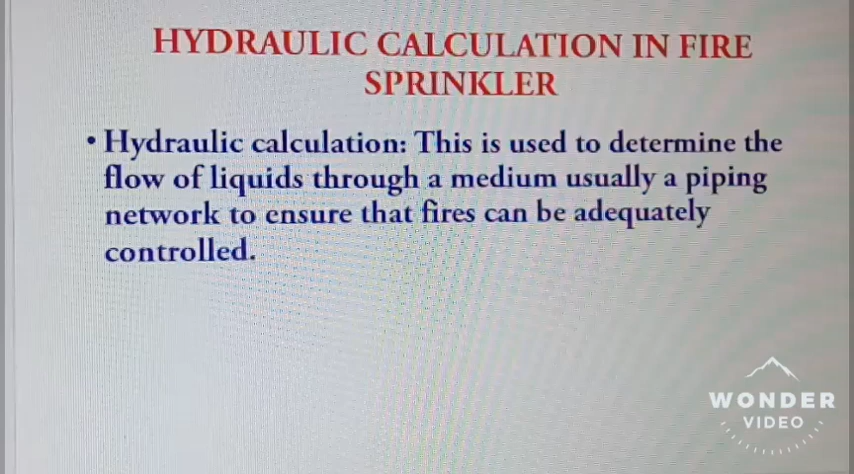 HYDRAULIC CALCULATION IN FIRE
SPRINKLER
• Hydraulic calculation: This is used to determine the
flow of liquids through a medium usually a piping
network to ensure that fires can be adequately
controlled.
WONDER
VIDEO